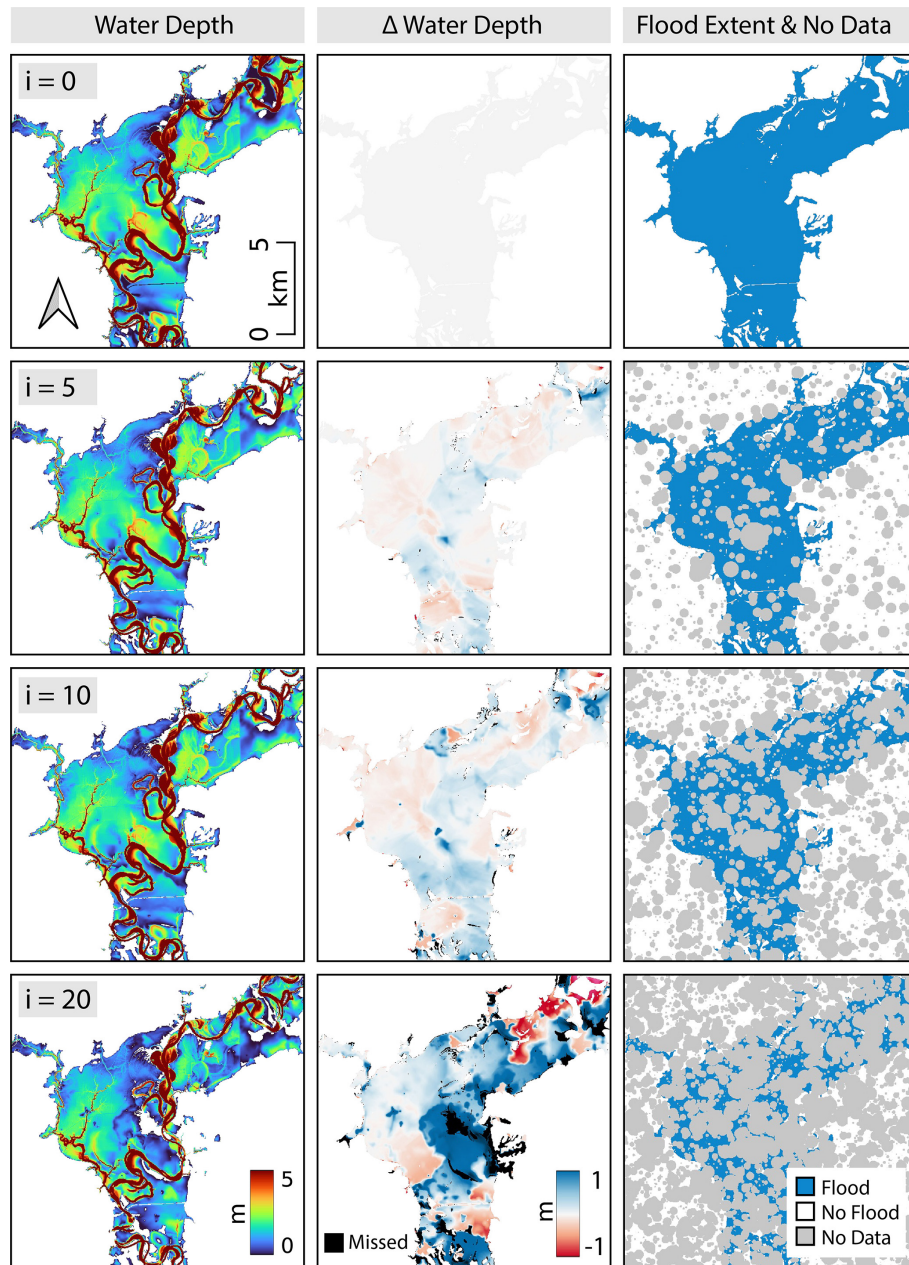 Water Depth
Δ Water Depth
Flood Extent & No Data
i = 0
5
km
0
i = 5
i = 10
i = 20
5
m
0
Missed
1
m
-1
Flood
No Flood
No Data